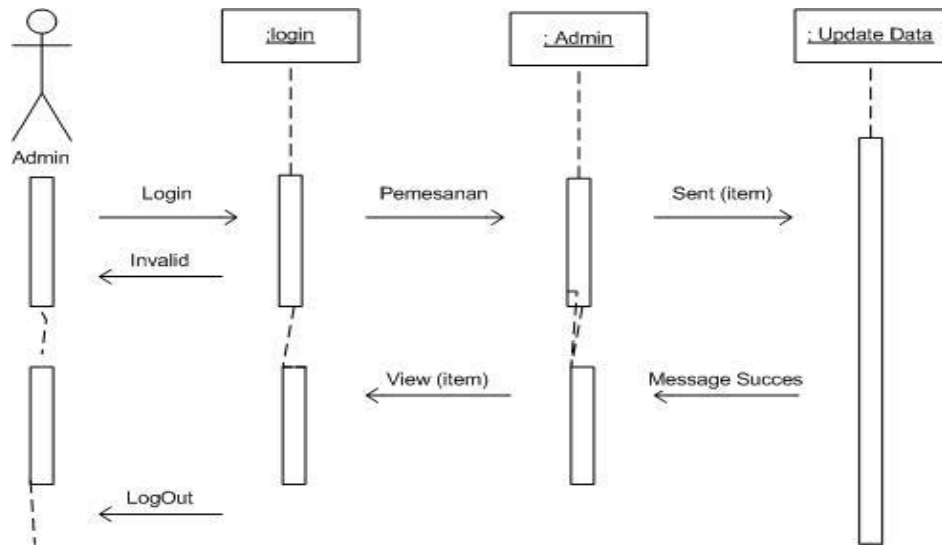 :login
: Admin
: Update Data
Admin
Login
Pemesanan
Sent (item)
Invalid
View (item)
Message Succes
LogOut